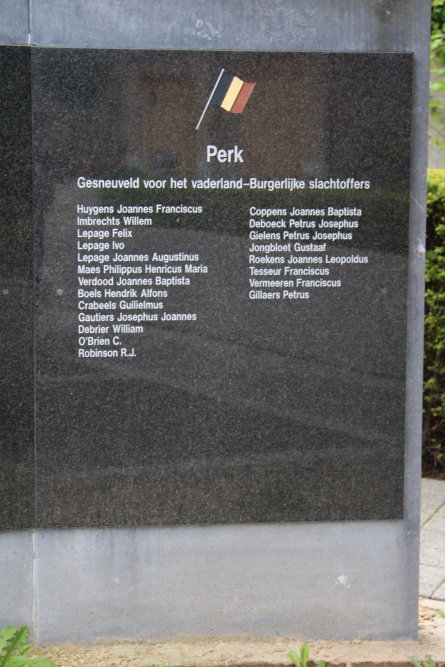 Perk
Gesneuveld voor het vaderland–Burgerlijke slachtoffers
Huygens Joannes Franciscus
Imbrechts Willem
Lepage Felix
Lepage Ivo
Lepage Joannes Augustinus
Maes Philippus Henricus Maria
Verdood Joannes Baptista
Boels Hendrik Alfons
Crabeels Guilielmus
Gautiers Josephus Joannes
Debrier William
O'Brien C.
Robinson R.J.
Coppens Joannes Baptista
Deboeck Petrus Josephus
Gielens Petrus Josephus
Jongbloet Gustaaf
Roekens Joannes Leopoldus
Tesseur Franciscus
Vermeeren Franciscus
Gillaers Petrus